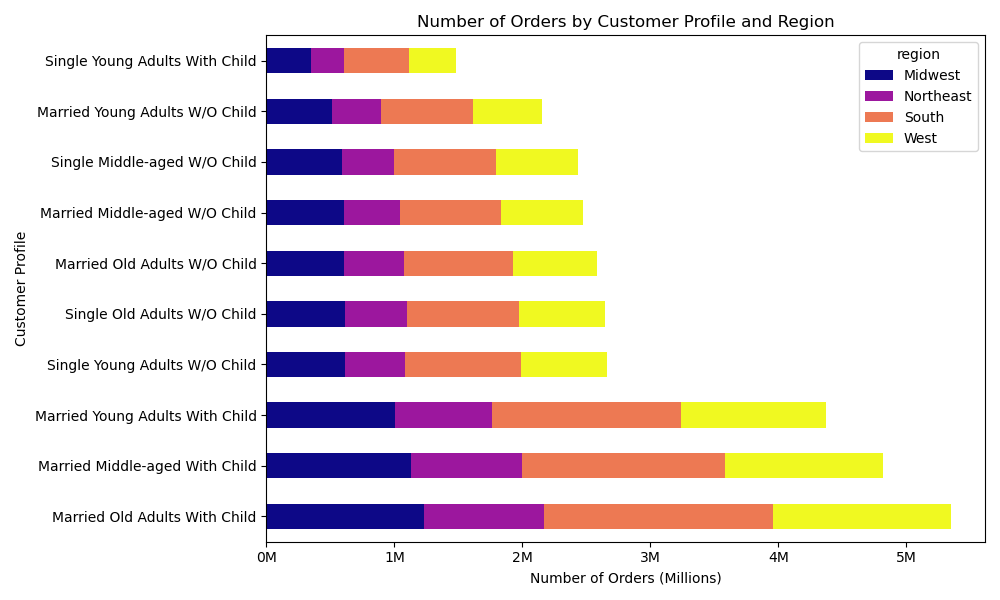 Number of Orders by Customer Profile and Region
region
Midwest
Northeast
South
West
Customer Profile
Single Young Adults With Child
Married Young Adults W/O Child
Single Middle-aged W/O Child
Married Middle-aged W/O Child
Married Old Adults W/O Child
Single Old Adults W/O Child
Single Young Adults W/O Child
Married Young Adults With Child
Married Middle-aged With Child
Married Old Adults With Child
0M 1M 2M 3M 4M 5M
Number of Orders (Millions)